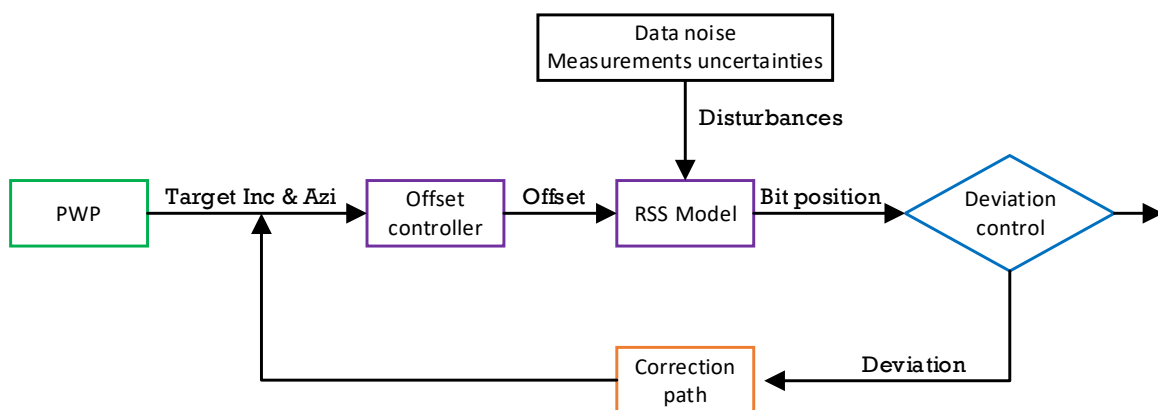 Data noise
Measurements uncertainties
Disturbances
PWP
Target Inc & Azi
Offset
controller
Offset
RSS Model
Bit position
Deviation
control
Correction
path
Deviation